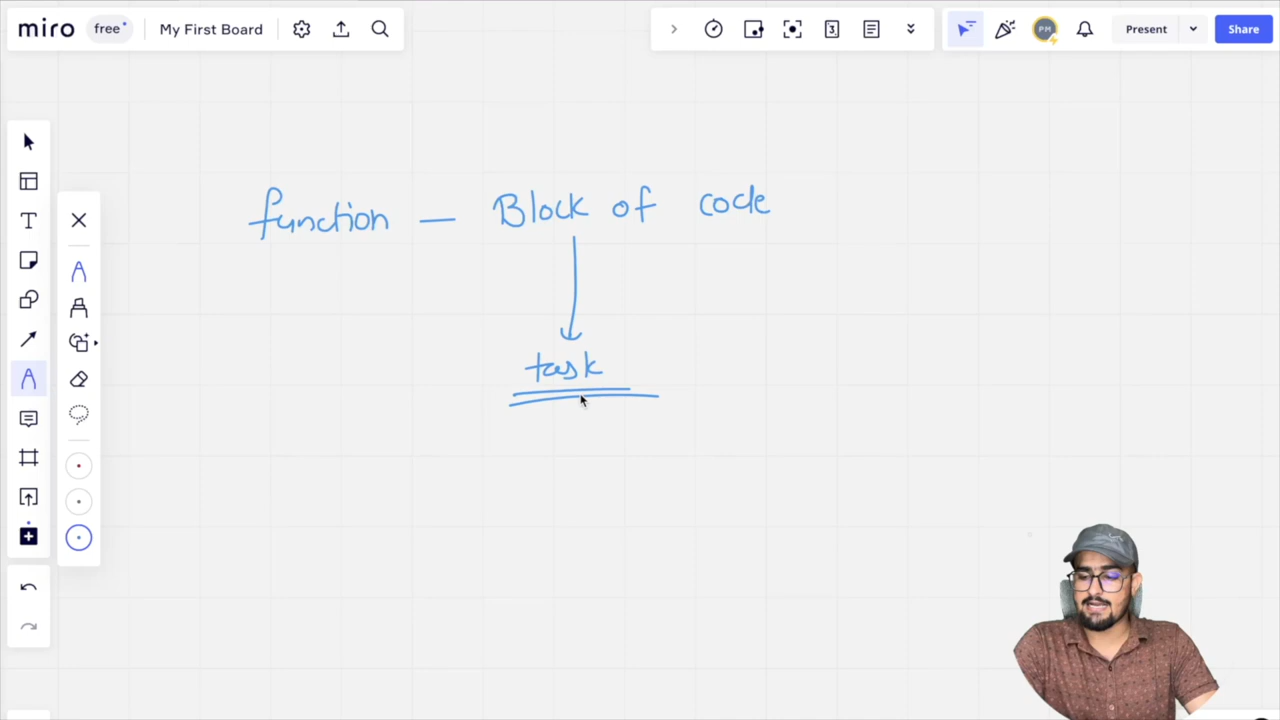 miro free My First Board Present Share
function — Block of code
task